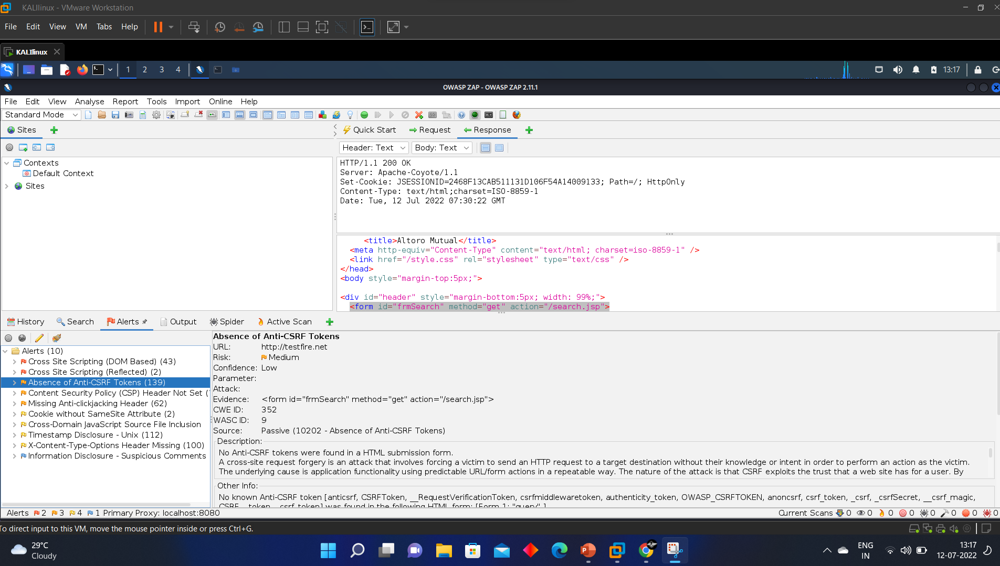 KALIlinux - VMware Workstation
File Edit View VM Tabs Help
KALIlinux
1 2 3 4 13:17
OWASP ZAP - OWASP ZAP 2.11.1
File Edit View Analyse Report Tools Import Online Help
Standard Mode
Sites
Quick Start Request Response
Header: Text Body: Text
Contexts
Default Context
Sites
HTTP/1.1 200 OK
Server: Apache-Coyote/1.1
Set-Cookie: JSESSIONID=2468F13CAB511131D106F54A14009133; Path=/; HttpOnly
Content-Type: text/html;charset=ISO-8859-1
Date: Tue, 12 Jul 2022 07:30:22 GMT
<title>Altoro Mutual</title>
<meta http-equiv="Content-Type" content="text/html; charset=iso-8859-1" />
<link href="/style.css" rel="stylesheet" type="text/css" />
</head>
<body style="margin-top:5px;">
<div id="header" style="margin-bottom:5px; width: 99%;">
<form id="frmSearch" method="get" action="/search.jsp">
History Search Alerts Output Spider Active Scan
Alerts (10)
Cross Site Scripting (DOM Based) (43)
Cross Site Scripting (Reflected) (2)
Absence of Anti-CSRF Tokens (139)
Content Security Policy (CSP) Header Not Set (
Missing Anti-clickjacking Header (62)
Cookie without SameSite Attribute (2)
Cross-Domain JavaScript Source File Inclusion
Timestamp Disclosure - Unix (112)
X-Content-Type-Options Header Missing (100)
Information Disclosure - Suspicious Comments
Absence of Anti-CSRF Tokens
URL: http://testfire.net
Risk: Medium
Confidence: Low
Parameter:
Attack:
Evidence: <form id="frmSearch" method="get" action="/search.jsp">
CWE ID: 352
WASC ID: 9
Source: Passive (10202 - Absence of Anti-CSRF Tokens)
Description:
No Anti-CSRF tokens were found in a HTML submission form.
A cross-site request forgery is an attack that involves forcing a victim to send an HTTP request to a target destination without their knowledge or intent in order to perform an action as the victim.
The underlying cause is application functionality using predictable URL/form actions in a repeatable way. The nature of the attack is that CSRF exploits the trust that a web site has for a user. By
Other Info:
No known Anti-CSRF token [anticsrf, CSRFToken, __RequestVerificationToken, csrfmiddlewaretoken, authenticity_token, OWASP_CSRFTOKEN, anoncsrf, csrf_token, _csrf, _csrfSecret, __csrf_magic,
CSRF, _token, _csrf_token] was found in the following HTML form: [Form 1: "query" ].
Alerts 2 3 4 1 Primary Proxy: localhost:8080 Current Scans 0 0 0 0 0 0 0 0
To direct input to this VM, move the mouse pointer inside or press Ctrl+G.
29°C
Cloudy
ENG
IN
13:17
12-07-2022